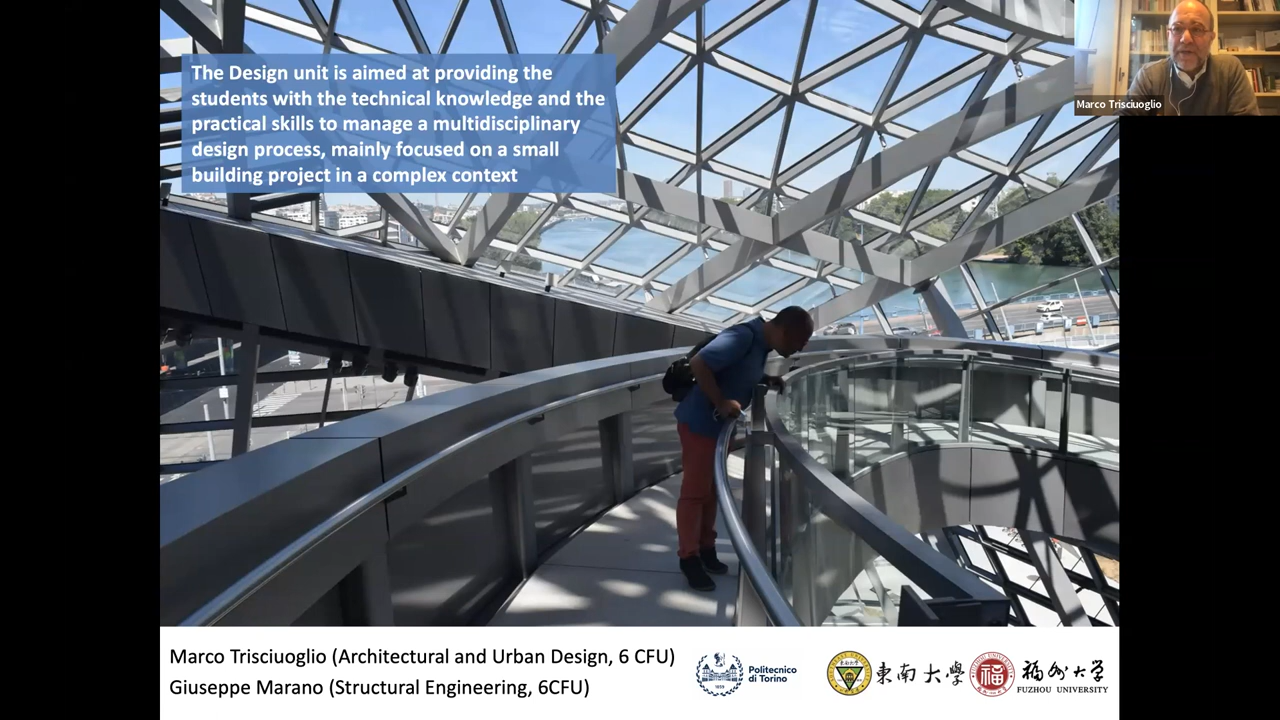 The Design unit is aimed at providing the
students with the technical knowledge and the
practical skills to manage a multidisciplinary
design process, mainly focused on a small
building project in a complex context
Marco Trisciuoglio
Marco Trisciuoglio (Architectural and Urban Design, 6 CFU)
Giuseppe Marano (Structural Engineering, 6CFU)
Politecnico
di Torino
1859
東南大學
福
福州大学
FUZHOU UNIVERSITY